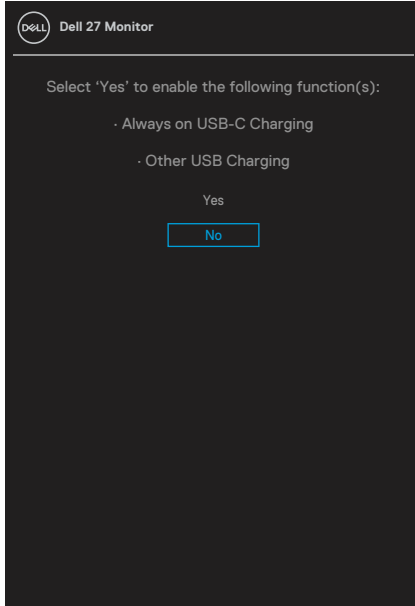 DELL Dell 27 Monitor
Select ‘Yes’ to enable the following function(s):
· Always on USB-C Charging
· Other USB Charging
Yes
No